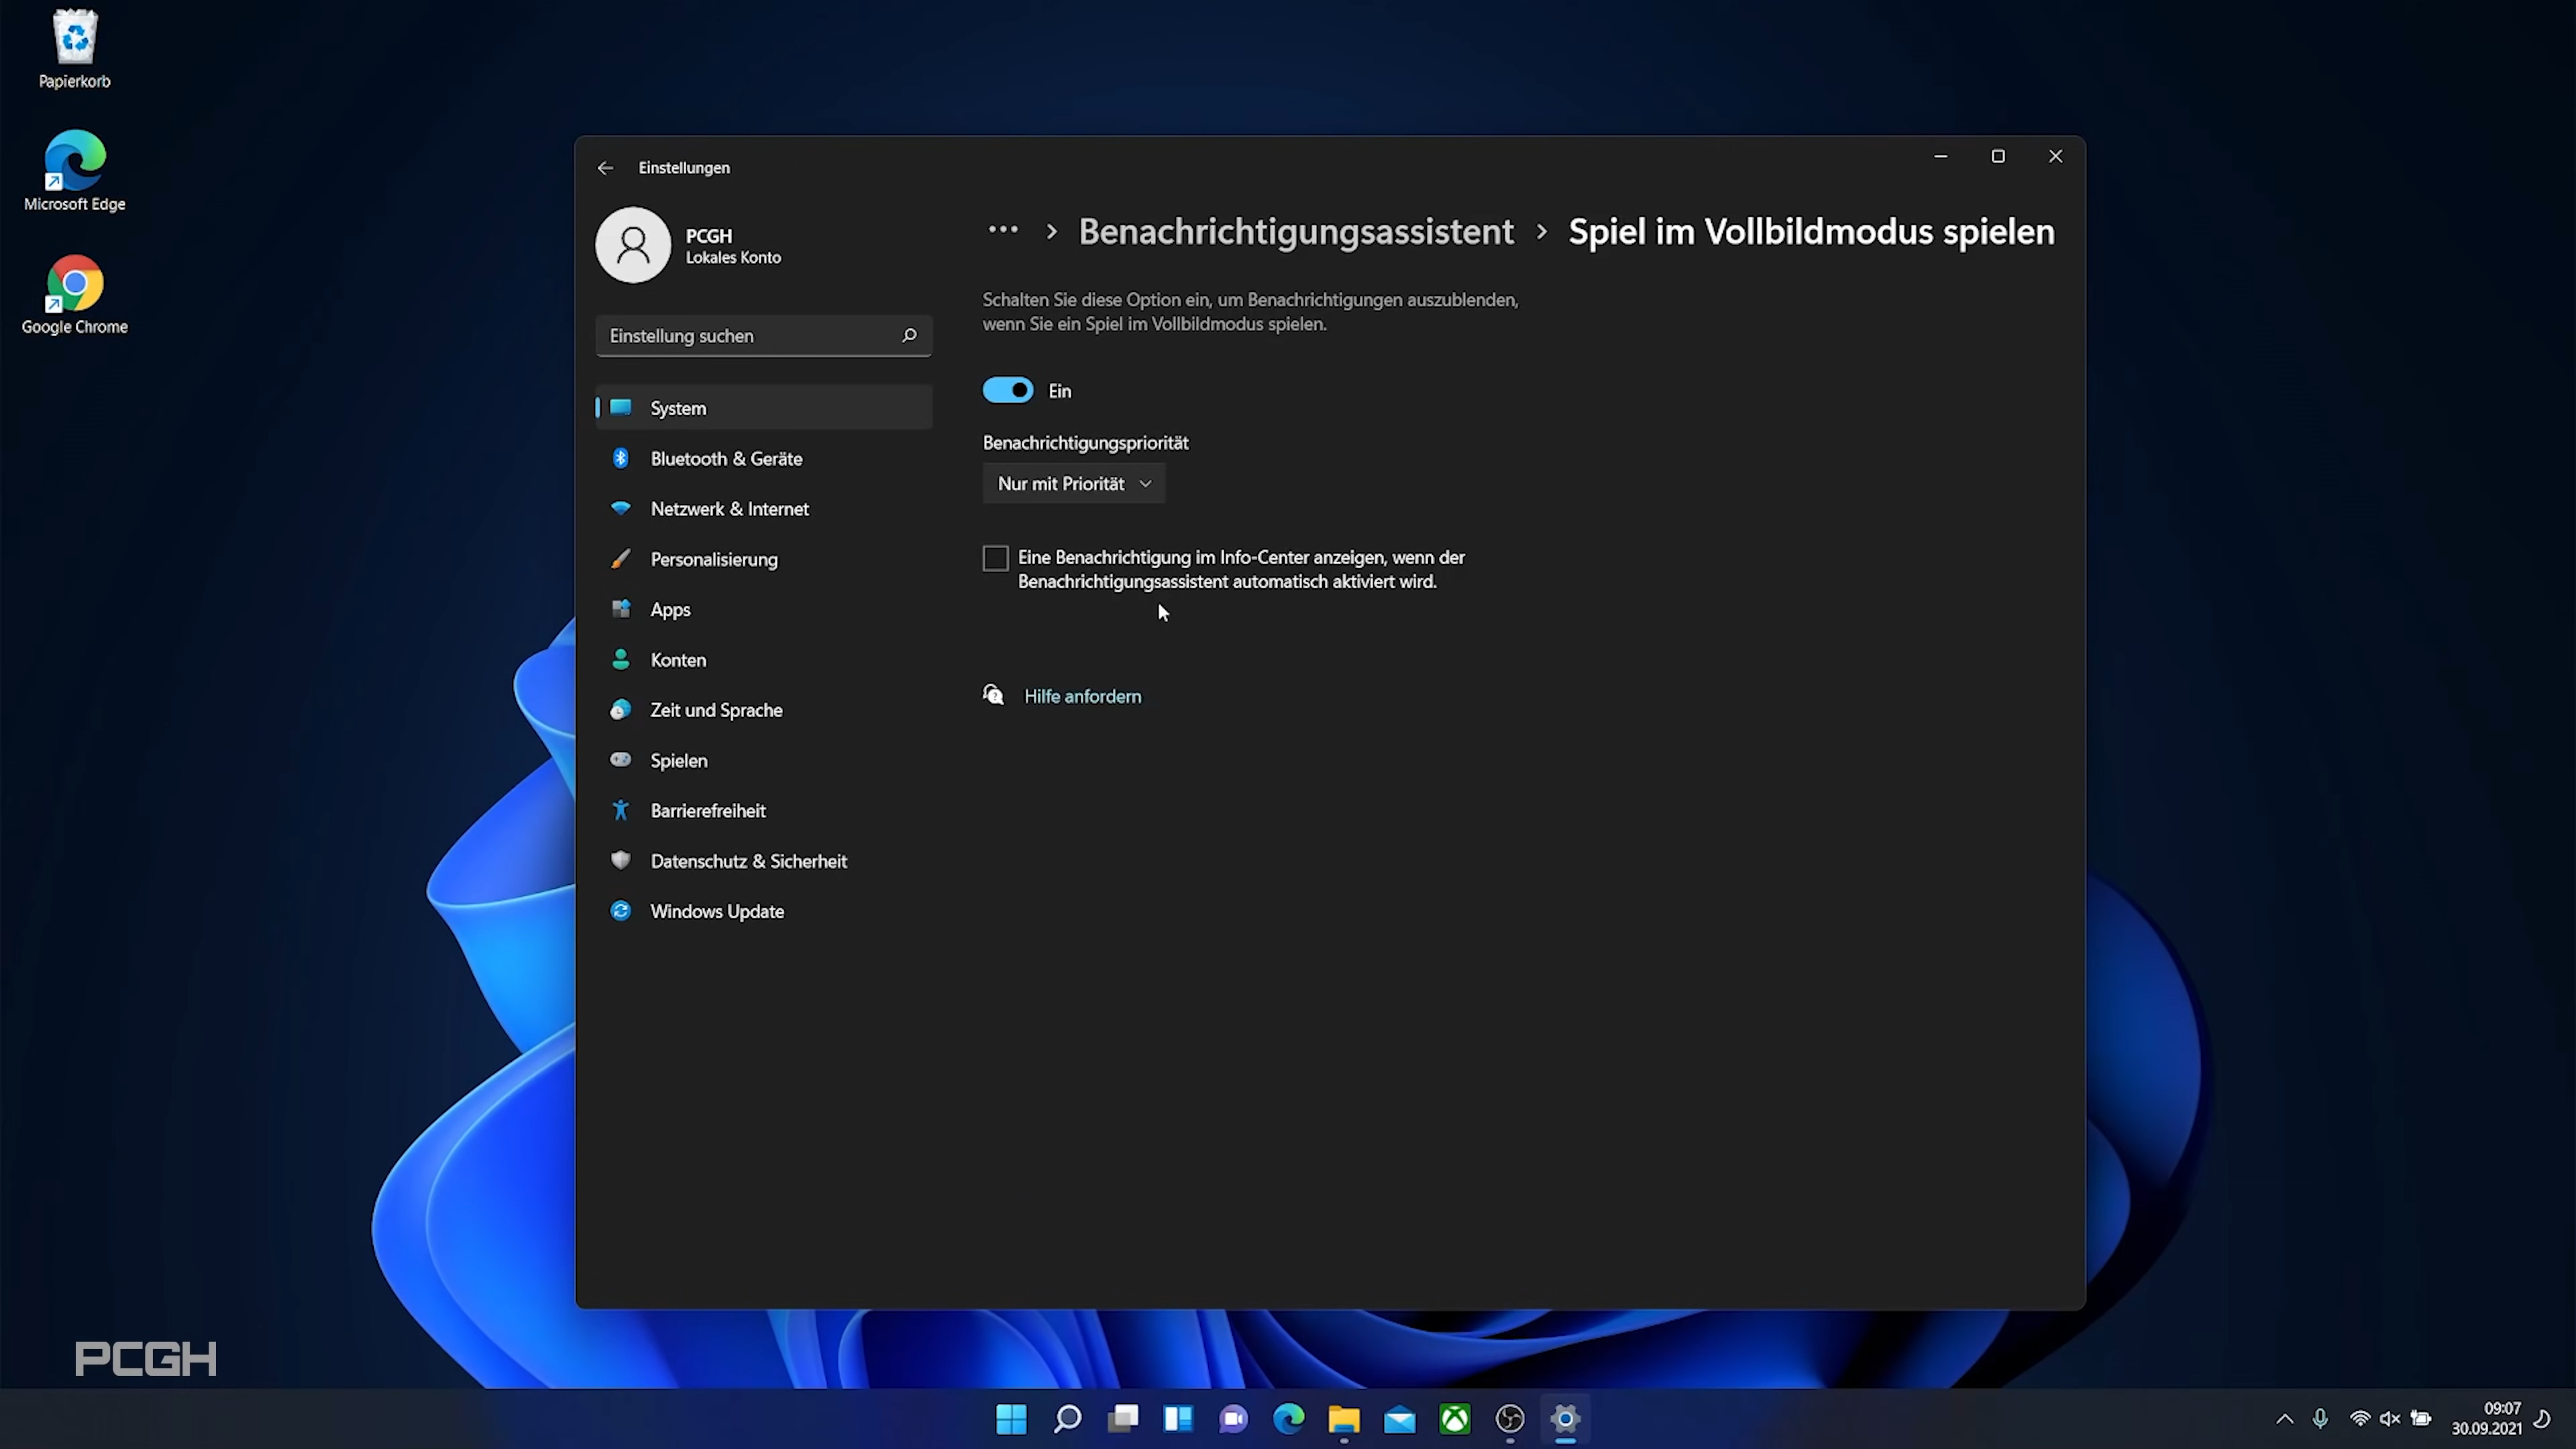 Papierkorb
Microsoft Edge
Google Chrome
Einstellungen
PCGH
Lokales Konto
Einstellung suchen
System
Bluetooth & Geräte
Netzwerk & Internet
Personalisierung
Apps
Konten
Zeit und Sprache
Spielen
Barrierefreiheit
Datenschutz & Sicherheit
Windows Update
... > Benachrichtigungsassistent > Spiel im Vollbildmodus spielen
Schalten Sie diese Option ein, um Benachrichtigungen auszublenden,
wenn Sie ein Spiel im Vollbildmodus spielen.
Ein
Benachrichtigungspriorität
Nur mit Priorität
Eine Benachrichtigung im Info-Center anzeigen, wenn der
Benachrichtigungsassistent automatisch aktiviert wird.
Hilfe anfordern
PCGH
09:07
30.09.2021